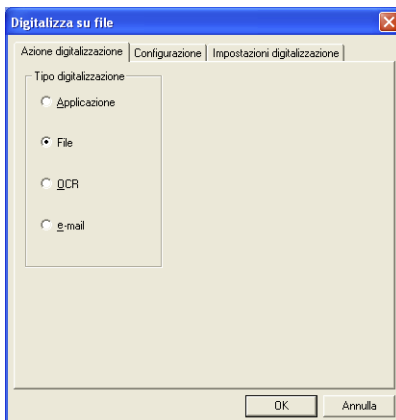 Digitalizza su file
Azione digitalizzazione Configurazione Impostazioni digitalizzazione
Tipo digitalizzazione
Applicazione
File
OCR
e-mail
OK Annulla